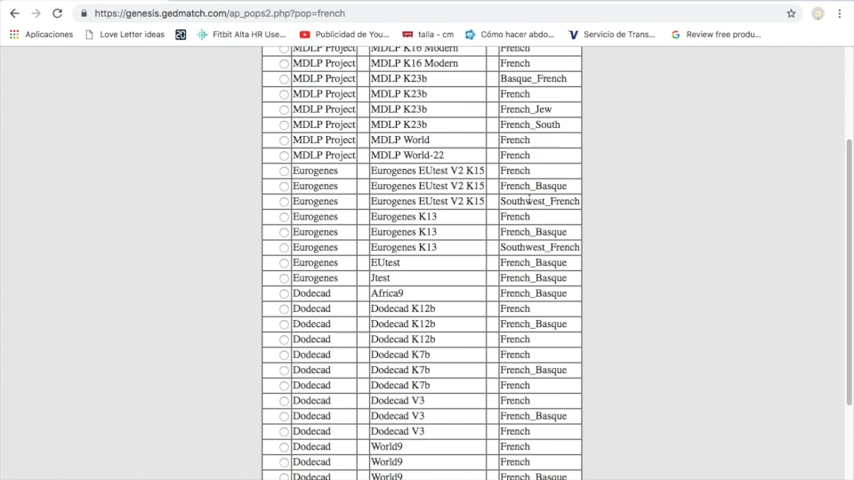 https://genesis.gedmatch.com/ap_pops2.php?pop=french
Aplicaciones Love Letter ideas 20 Fitbit Alta HR Use... Publicidad de You... talla - cm Cómo hacer abdo... Servicio de Trans... Review free produ...
MDLP Project MDLP K16 Modern French
MDLP Project MDLP K16 Modern French
MDLP Project MDLP K23b Basque_French
MDLP Project MDLP K23b French
MDLP Project MDLP K23b French_Jew
MDLP Project MDLP K23b French_South
MDLP Project MDLP World French
MDLP Project MDLP World-22 French
Eurogenes Eurogenes EUtest V2 K15 French
Eurogenes Eurogenes EUtest V2 K15 French_Basque
Eurogenes Eurogenes EUtest V2 K15 Southwest_French
Eurogenes Eurogenes K13 French
Eurogenes Eurogenes K13 French_Basque
Eurogenes Eurogenes K13 Southwest_French
Eurogenes EUtest French_Basque
Eurogenes Jtest French_Basque
Dodecad Africa9 French_Basque
Dodecad Dodecad K12b French
Dodecad Dodecad K12b French_Basque
Dodecad Dodecad K12b French
Dodecad Dodecad K7b French
Dodecad Dodecad K7b French_Basque
Dodecad Dodecad K7b French
Dodecad Dodecad V3 French
Dodecad Dodecad V3 French_Basque
Dodecad Dodecad V3 French
Dodecad World9 French
Dodecad World9 French
Dodecad World9 French_Basque